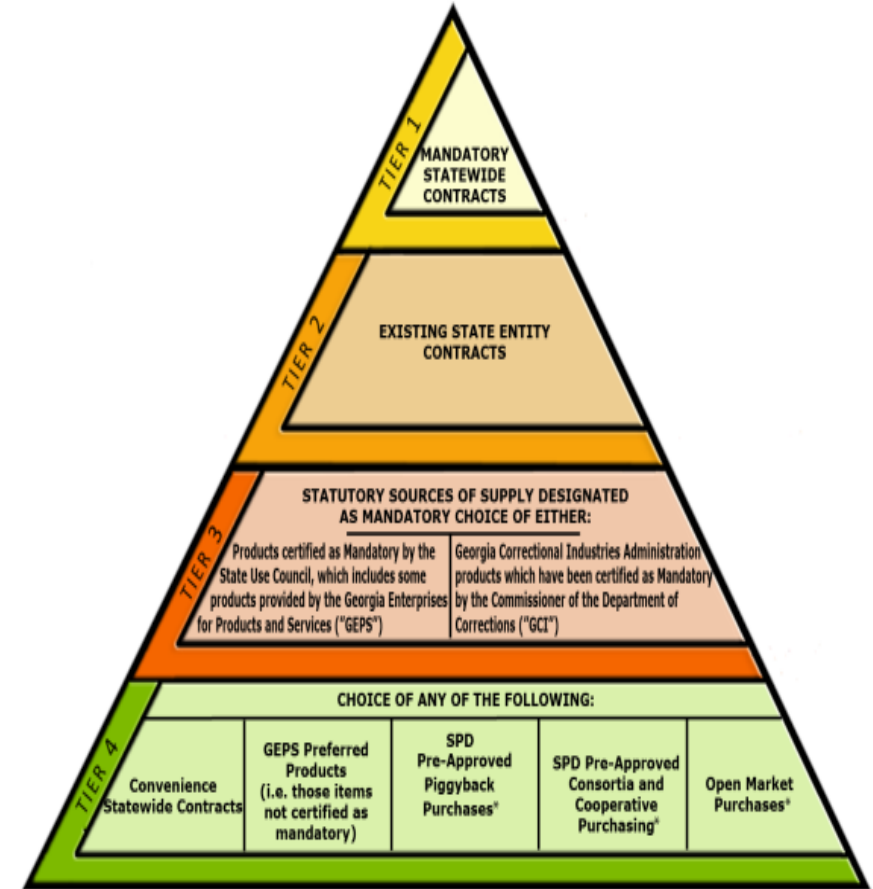 TIER 1
MANDATORY
STATEWIDE
CONTRACTS
TIER 2
EXISTING STATE ENTITY
CONTRACTS
TIER 3
STATUTORY SOURCES OF SUPPLY DESIGNATED
AS MANDATORY CHOICE OF EITHER:
Products certified as Mandatory by the
State Use Council, which includes some
products provided by the Georgia Enterprises
for Products and Services ("GEPS")
Georgia Correctional Industries Administration
products which have been certified as Mandatory
by the Commissioner of the Department of
Corrections ("GCI")
TIER 4
CHOICE OF ANY OF THE FOLLOWING:
Convenience
Statewide Contracts
GEPS Preferred
Products
(i.e. those items
not certified as
mandatory)
SPD
Pre-Approved
Piggyback
Purchases*
SPD Pre-Approved
Consortia and
Cooperative
Purchasing*
Open Market
Purchases*